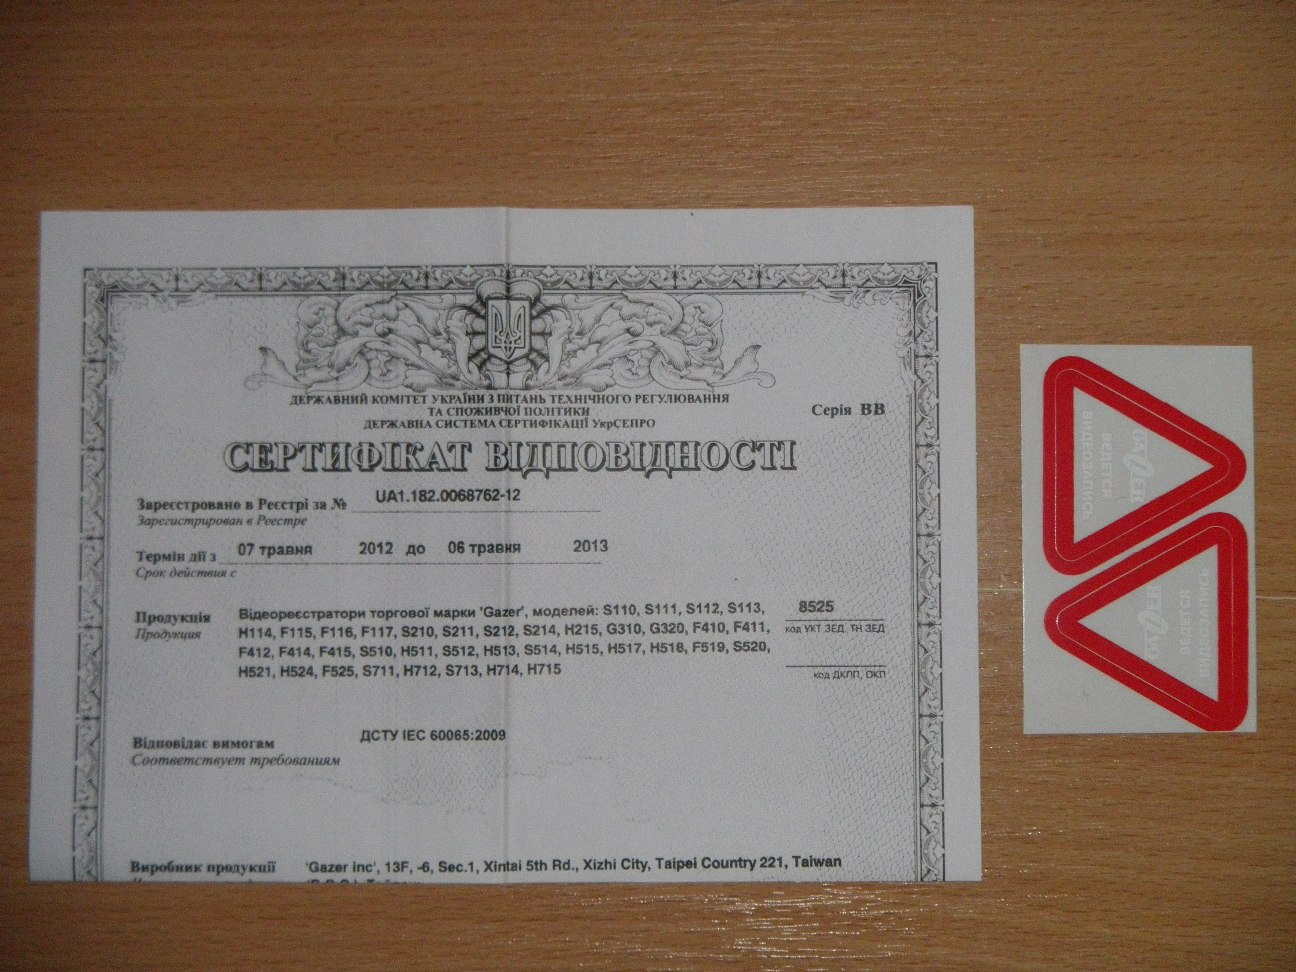 ДЕРЖАВНИЙ КОМІТЕТ УКРАЇНИ З ПИТАНЬ ТЕХНІЧНОГО РЕГУЛЮВАННЯ
ТА СПОЖИВЧОЇ ПОЛІТИКИ
ДЕРЖАВНА СИСТЕМА СЕРТИФІКАЦІЇ УкрСЕПРО
Серія ВВ
СЕРТИФІКАТ ВІДПОВІДНОСТІ
Зареєстровано в Реєстрі за № UA1.182.0068762-12
Зарегистрирован в Реестре
Термін дії з 07 травня 2012 до 06 травня 2013
Срок действия с
Продукція Відеореєстратори торгової марки 'Gazer', моделей: S110, S111, S112, S113, 8525
Продукция H114, F115, F116, F117, S210, S211, S212, S214, H215, G310, G320, F410, F411, код УКТ ЗЕД, ТН ЗЕД
F412, F414, F415, S510, H511, S512, H513, S514, H515, H517, H518, F519, S520,
H521, H524, F525, S711, H712, S713, H714, H715 код ДКПП, ОКП
Відповідає вимогам ДСТУ IEC 60065:2009
Соответствует требованиям
Виробник продукції 'Gazer inc', 13F, -6, Sec.1, Xintai 5th Rd., Xizhi City, Taipei Country 221, Taiwan
GAZER
ВЕДЕТСЯ
ВИДЕОЗАПИСЬ
GAZER
ВЕДЕТСЯ
ВИДЕОЗАПИСЬ